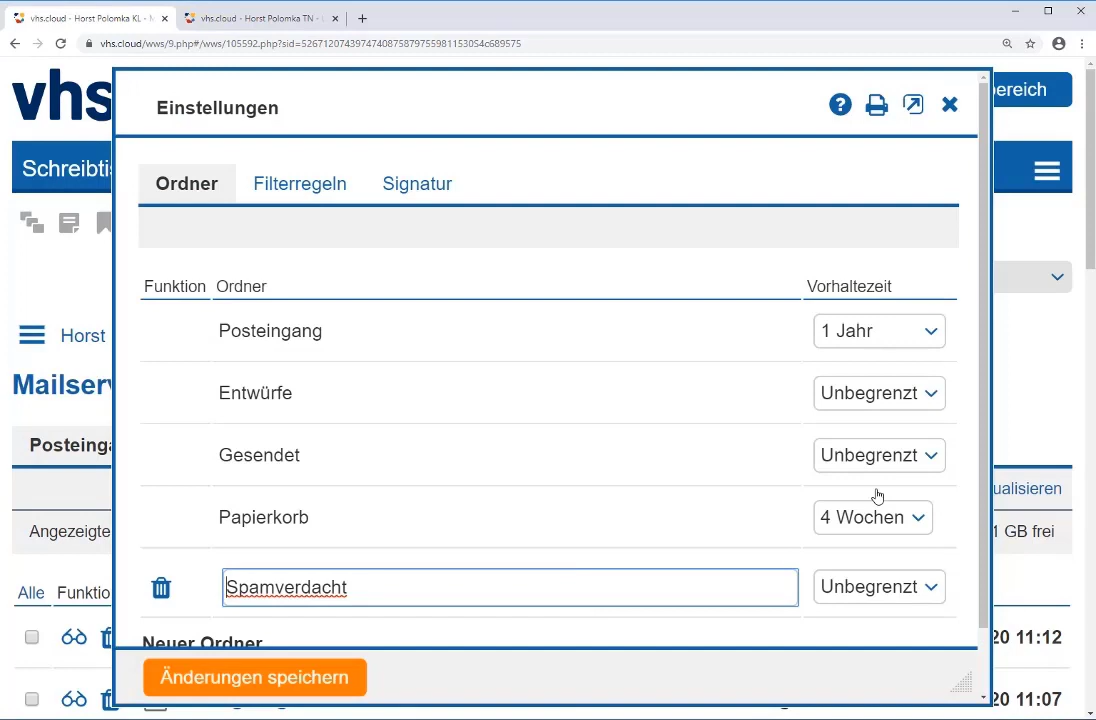 vhs.cloud - Horst Polomka KL - M
vhs.cloud - Horst Polomka TN - L
vhs.cloud/wws/9.php#/wws/105592.php?sid=52671207439747408758797559811530S4c689575
vhs
bereich
Einstellungen
Schreibti
Ordner Filterregeln Signatur
Funktion Ordner Vorhaltezeit
Posteingang 1 Jahr
Horst
Mailserv
Entwürfe Unbegrenzt
Posteinga
Gesendet Unbegrenzt
ualisieren
Papierkorb 4 Wochen
Angezeigte
1 GB frei
Alle Funktio
Spamverdacht Unbegrenzt
20 11:12
Neuer Ordner
Änderungen speichern
20 11:07